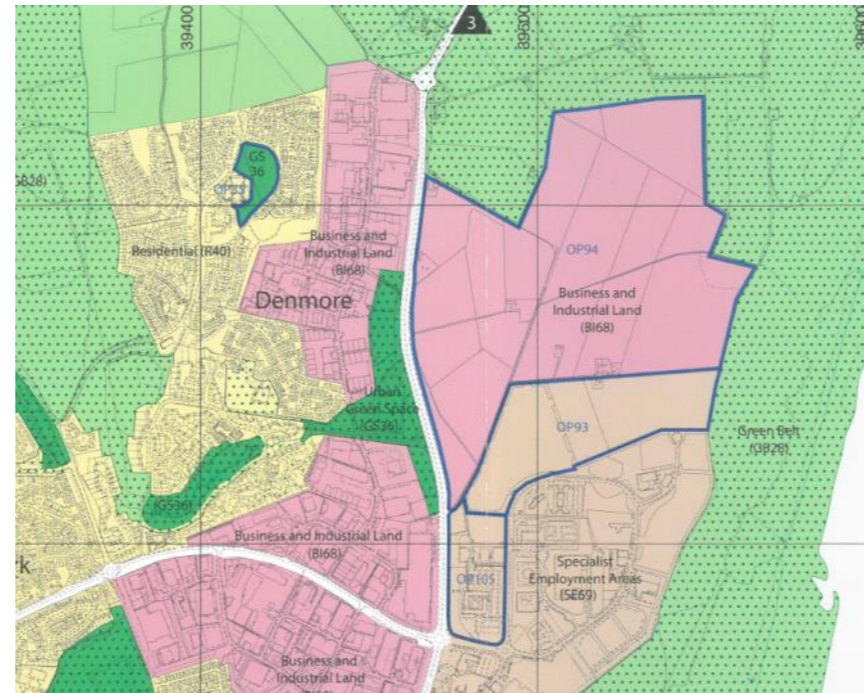 39400
3
39600
GS
36
GB28)
OP94
Residential (R40)
Business and
Industrial Land
(BI68)
Denmore
Business and
Industrial Land
(BI68)
Urban
Green Space
(GS36)
OP93
Green Belt
(GB28)
(GS36)
Business and Industrial Land
(BI68)
rk
OP105
Specialist
Employment Areas
(SE69)
Business and
Industrial Land